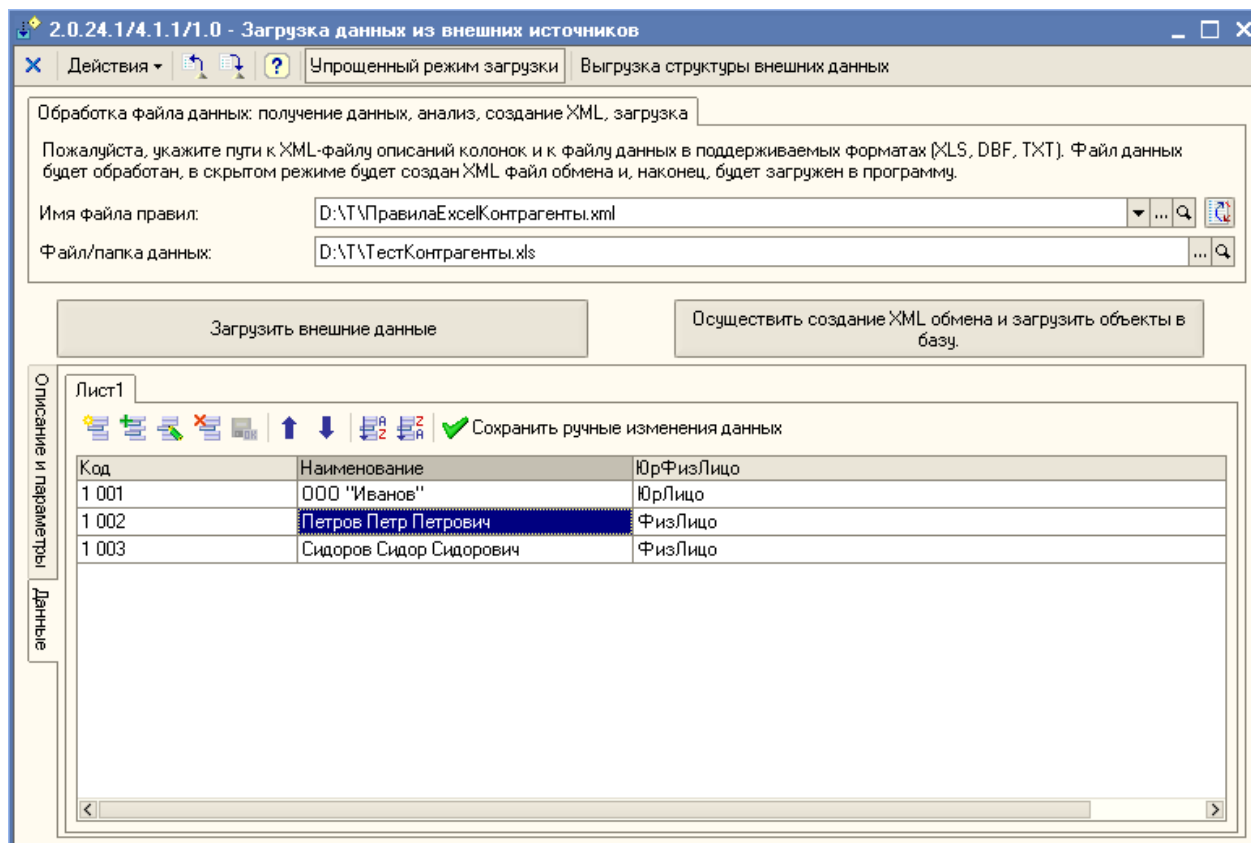 2.0.24.1/4.1.1/1.0 - Загрузка данных из внешних источников
Действия Упрощенный режим загрузки Выгрузка структуры внешних данных
Обработка файла данных: получение данных, анализ, создание XML, загрузка
Пожалуйста, укажите пути к XML-файлу описаний колонок и к файлу данных в поддерживаемых форматах (XLS, DBF, TXT). Файл данных
будет обработан, в скрытом режиме будет создан XML файл обмена и, наконец, будет загружен в программу.
Имя файла правил: D:\T\ПравилаExcelКонтрагенты.xml ...
Файл/папка данных: D:\T\ТестКонтрагенты.xls ...
Загрузить внешние данные
Осуществить создание XML обмена и загрузить объекты в
базу.
Описание и параметры
Данные
Лист1
Сохранить ручные изменения данных
Код Наименование ЮрФизЛицо
1 001 ООО "Иванов" ЮрЛицо
1 002 Петров Петр Петрович ФизЛицо
1 003 Сидоров Сидор Сидорович ФизЛицо